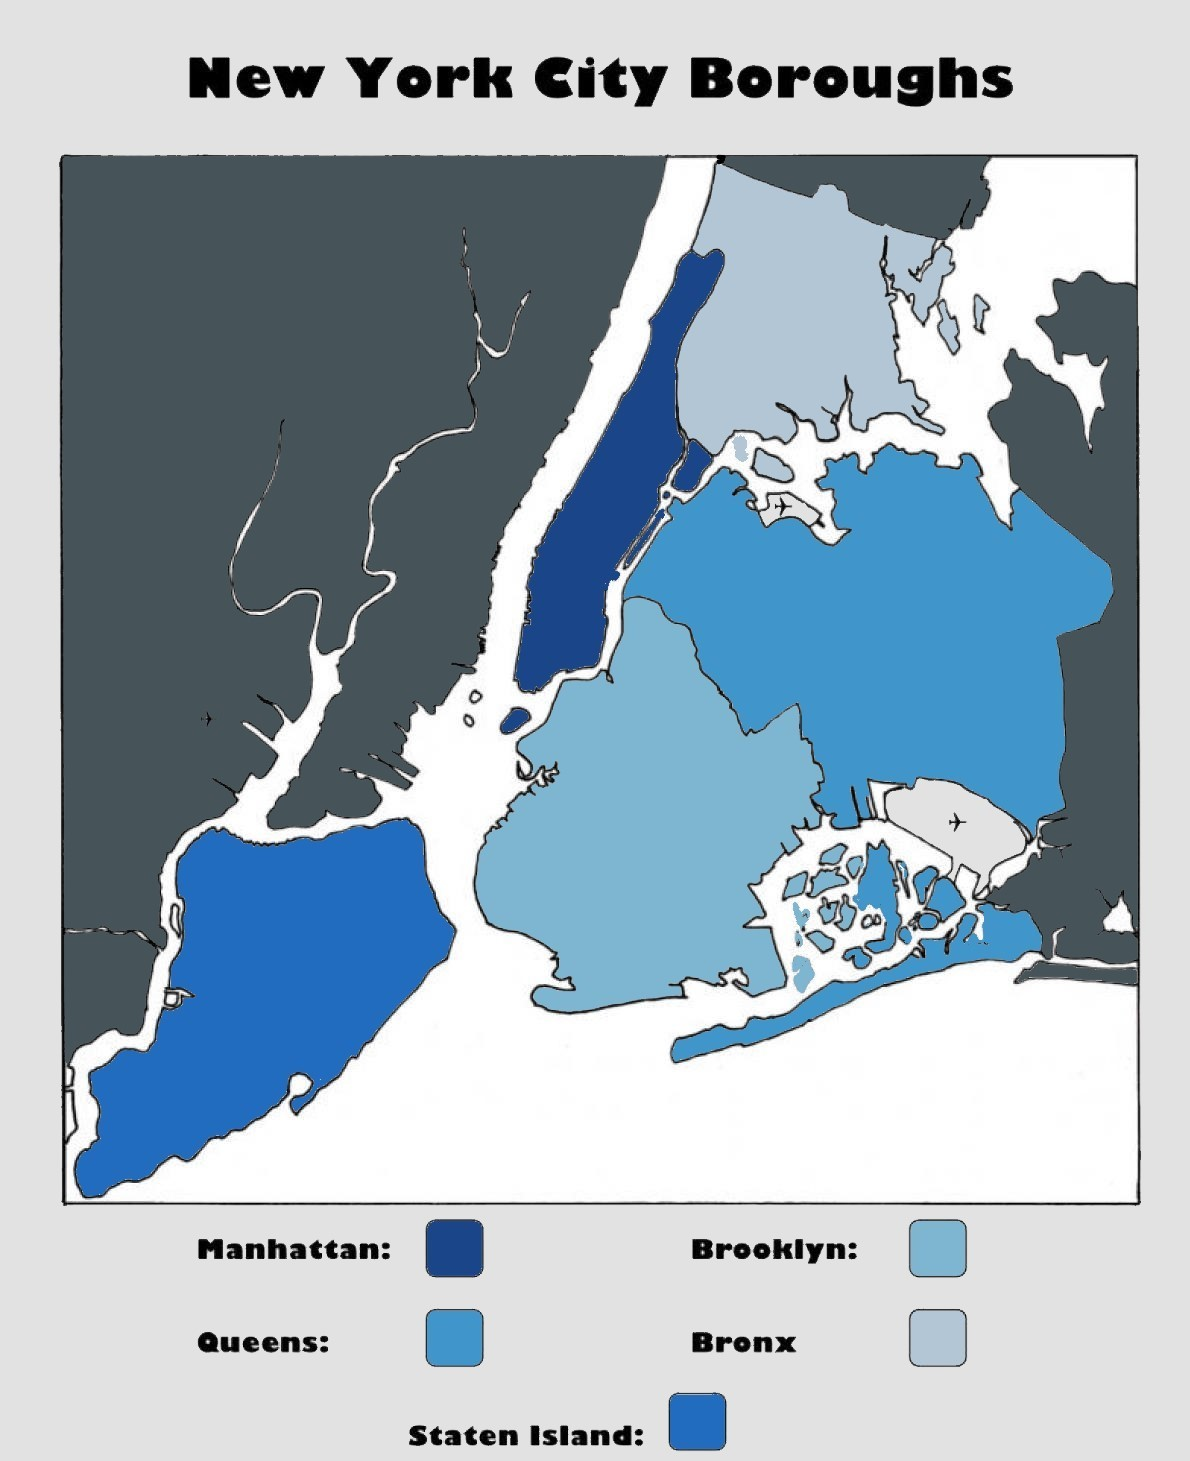 New York City Boroughs
Manhattan:
Brooklyn:
Queens:
Bronx
Staten Island: